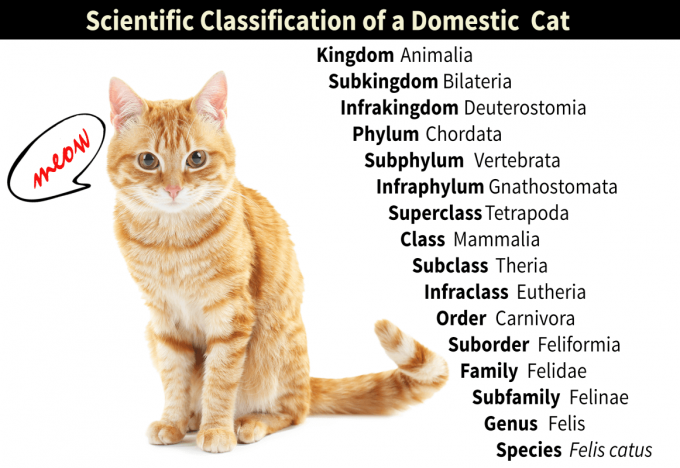 Scientific Classification of a Domestic Cat
meow
Kingdom Animalia
Subkingdom Bilateria
Infrakingdom Deuterostomia
Phylum Chordata
Subphylum Vertebrata
Infraphylum Gnathostomata
Superclass Tetrapoda
Class Mammalia
Subclass Theria
Infraclass Eutheria
Order Carnivora
Suborder Feliformia
Family Felidae
Subfamily Felinae
Genus Felis
Species Felis catus